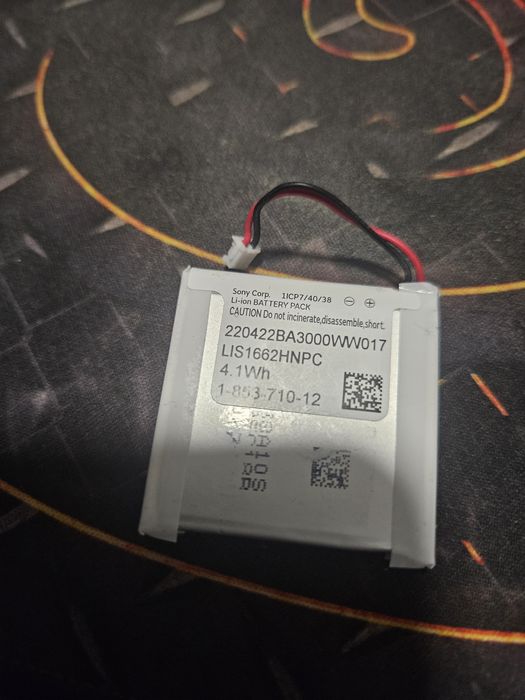 Sony Corp. 1ICP7/40/38 ⊖ ⊕
Li-ion BATTERY PACK
CAUTION Do not incinerate,disassemble,short.
220422BA3000WW017
LIS1662HNPC
4.1Wh
1-853-710-12